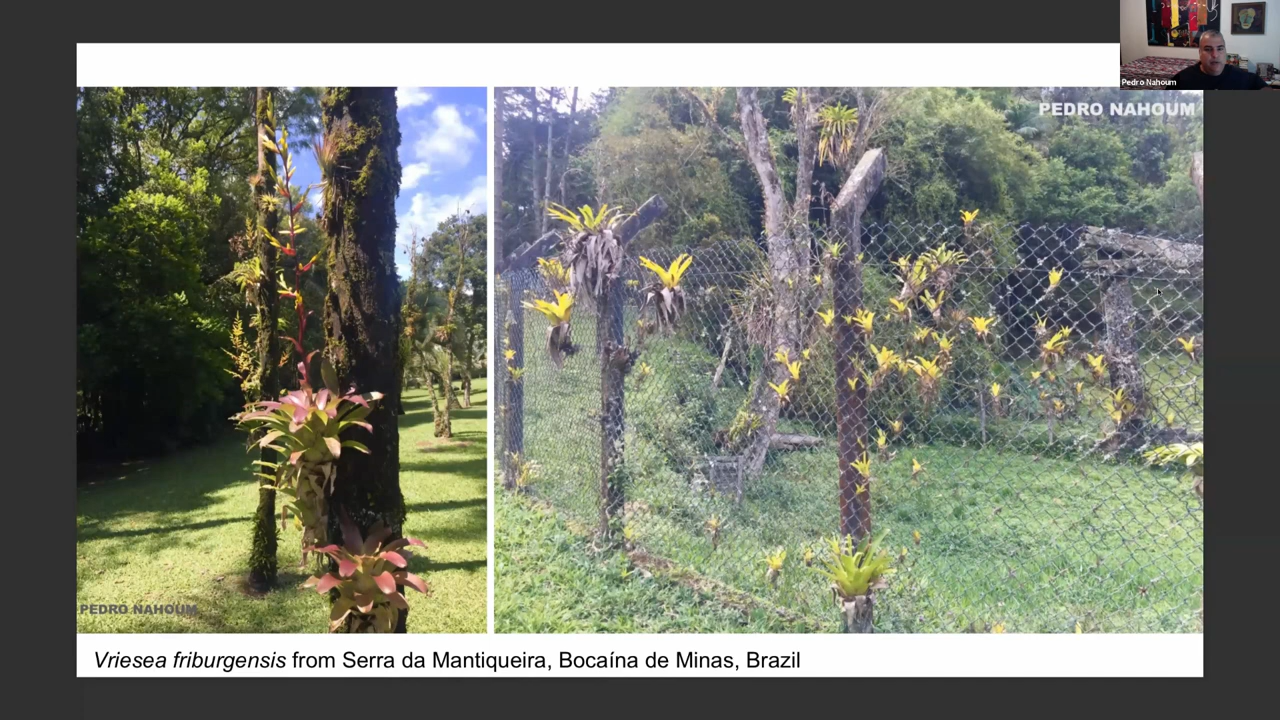 Pedro Nahoum
PEDRO NAHOUM
PEDRO NAHOUM
Vriesea friburgensis from Serra da Mantiqueira, Bocaína de Minas, Brazil